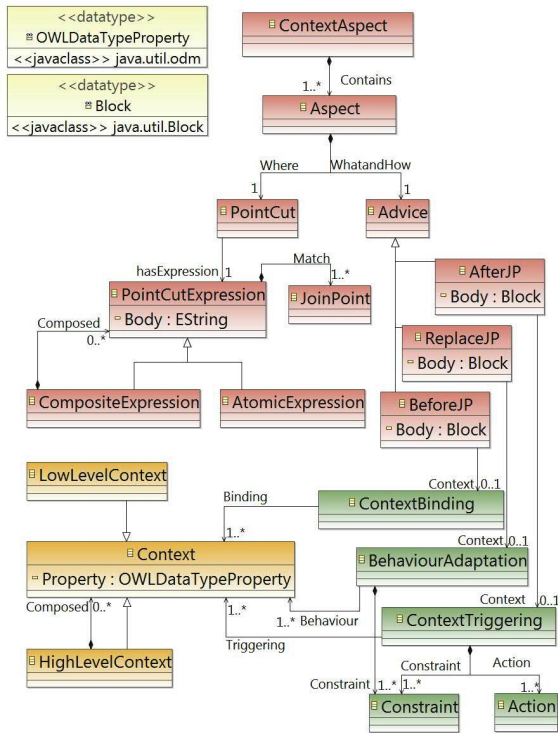 <<datatype>>
OWLDataTypeProperty
<<javaclass>> java.util.odm
<<datatype>>
Block
<<javaclass>> java.util.Block
ContextAspect
Contains
1..*
Aspect
Where
WhatandHow
1
1
PointCut
Advice
hasExpression
1
Match
1..*
PointCutExpression
Body : EString
JoinPoint
AfterJP
Body : Block
Composed
0..*
ReplaceJP
Body : Block
CompositeExpression
AtomicExpression
BeforeJP
Body : Block
LowLevelContext
Context
0..1
Binding
1..*
ContextBinding
Context
0..1
Context
Property : OWLDataTypeProperty
BehaviourAdaptation
Composed
0..*
1..*
1..*
Behaviour
Context
0..1
Triggering
ContextTriggering
HighLevelContext
Constraint
Action
Constraint
1..*
1..*
1..*
Constraint
Action